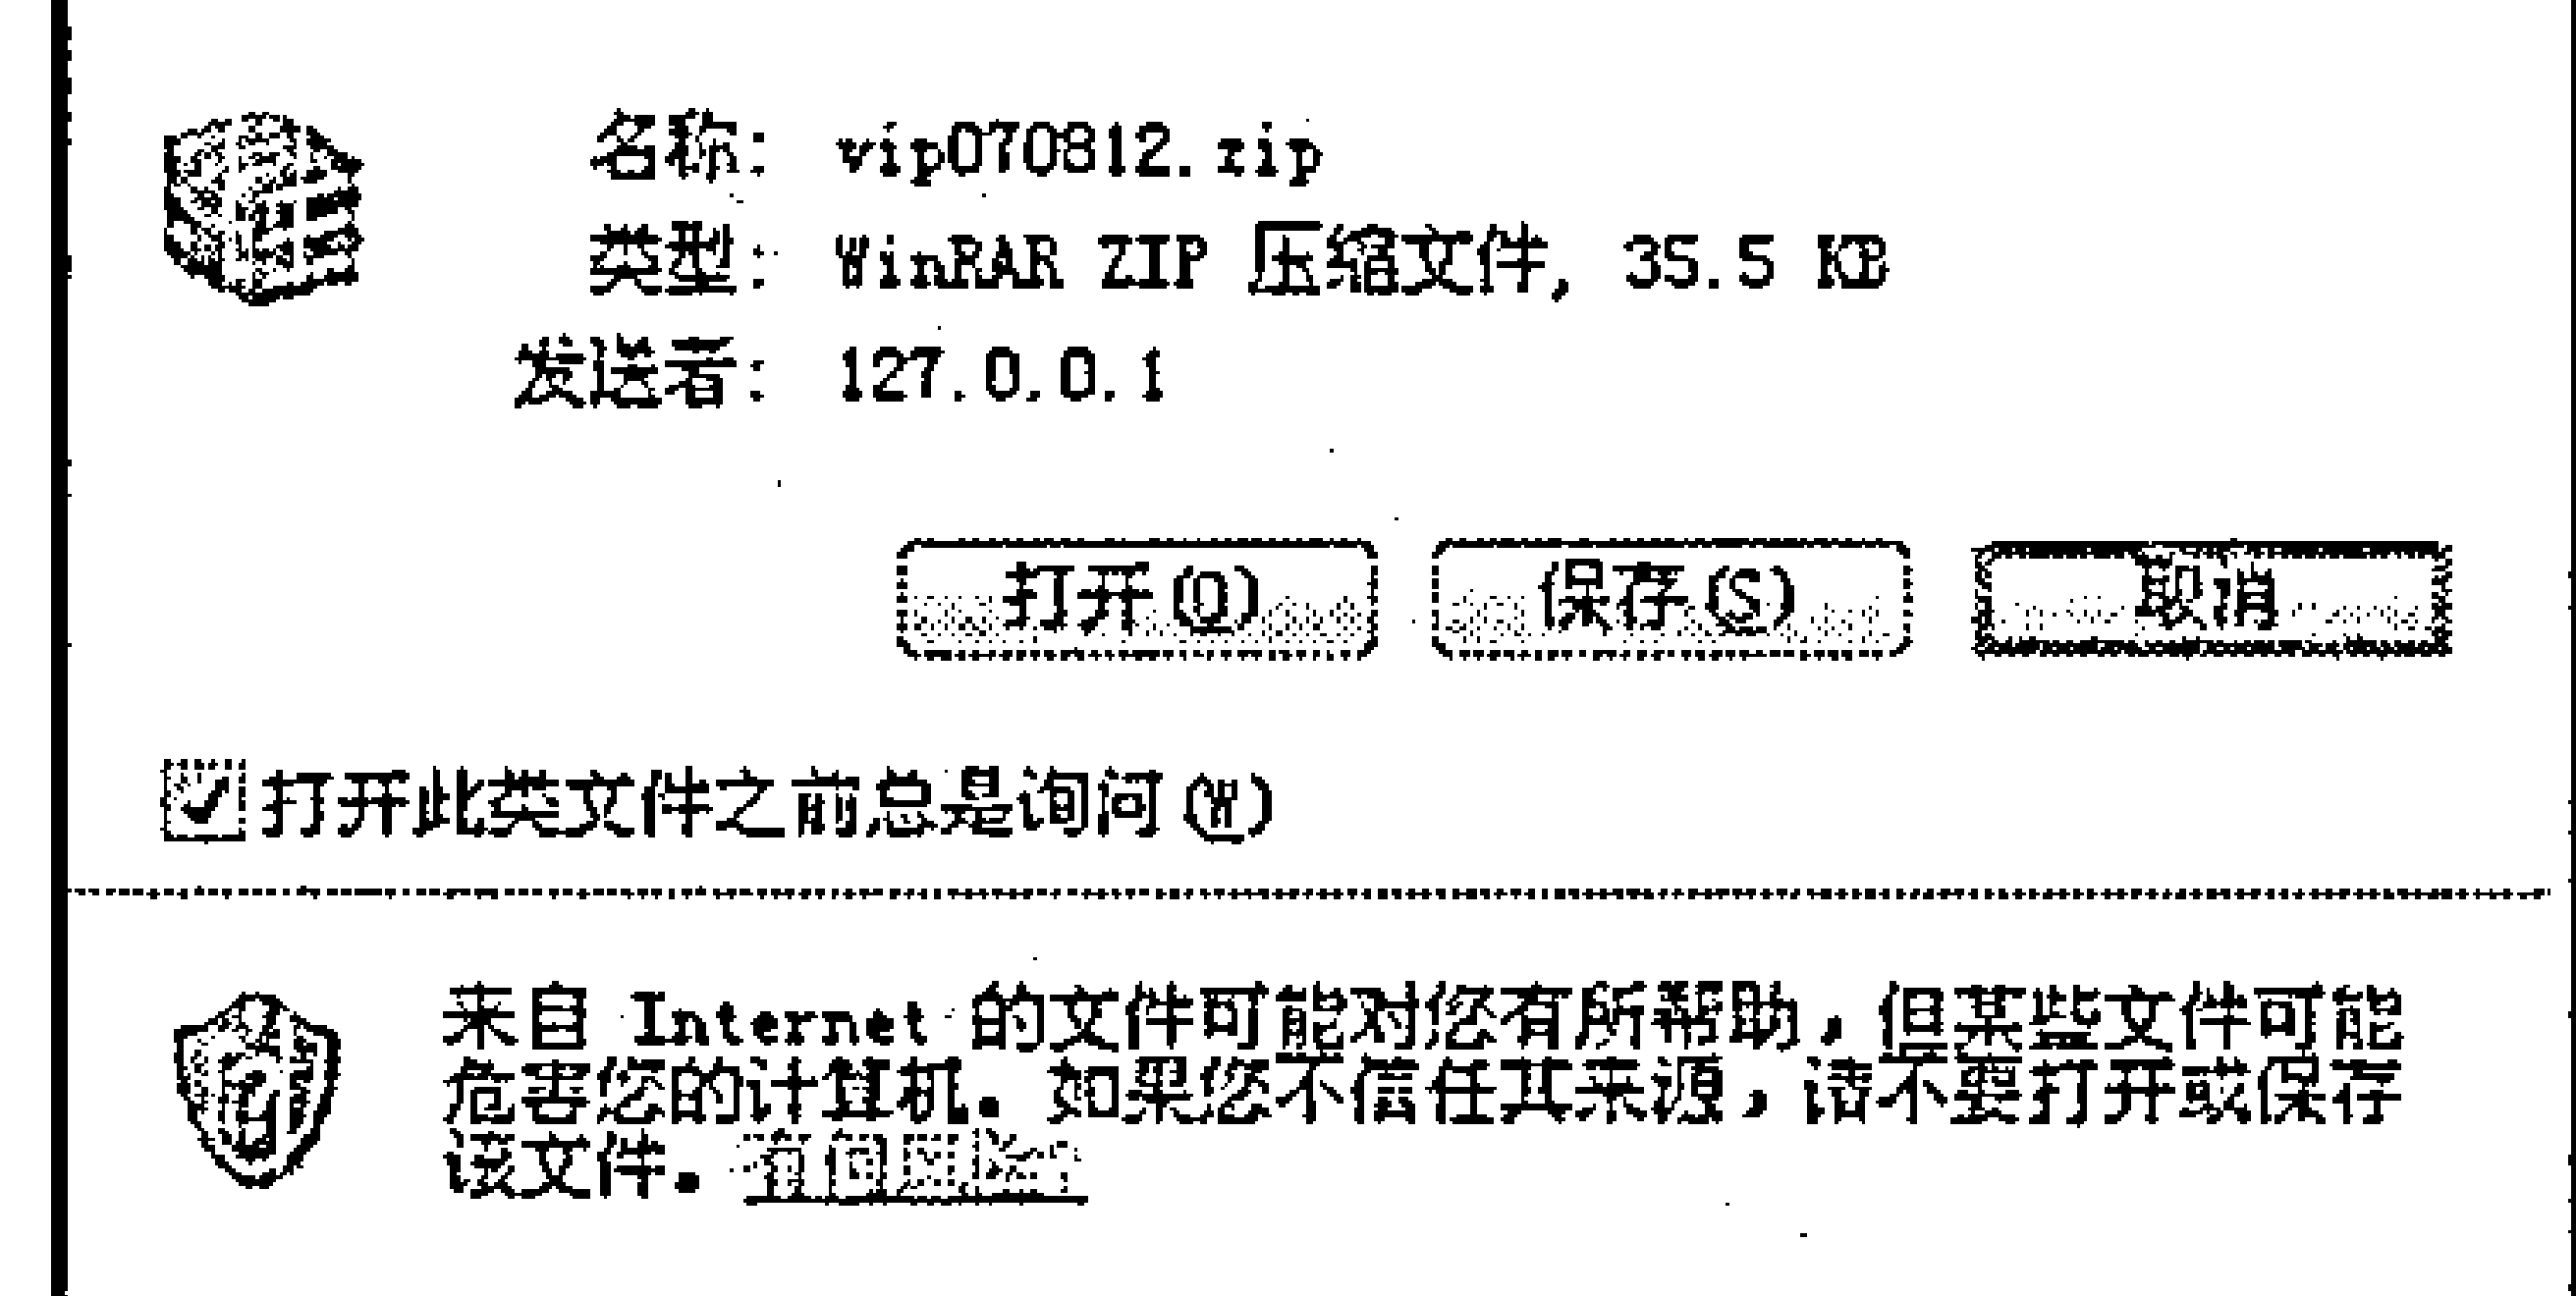 名称: vip070812.zip
类型: WinRAR ZIP 压缩文件, 35.5 KB
发送者: 127.0.0.1
打开(O) 保存(S) 取消
打开此类文件之前总是询问(W)
来自 Internet 的文件可能对您有所帮助，但某些文件可能
危害您的计算机。如果您不信任其来源，请不要打开或保存
该文件。有何风险?